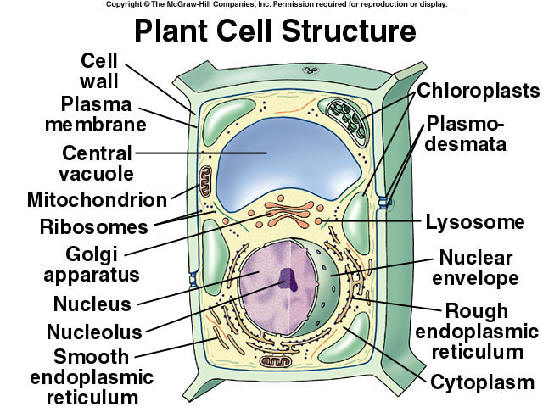 Copyright © The McGraw-Hill Companies, Inc. Permission required for reproduction or display.
Plant Cell Structure
Cell
wall
Plasma
membrane
Central
vacuole
Mitochondrion
Ribosomes
Golgi
apparatus
Nucleus
Nucleolus
Smooth
endoplasmic
reticulum
Chloroplasts
Plasmo-
desmata
Lysosome
Nuclear
envelope
Rough
endoplasmic
reticulum
Cytoplasm